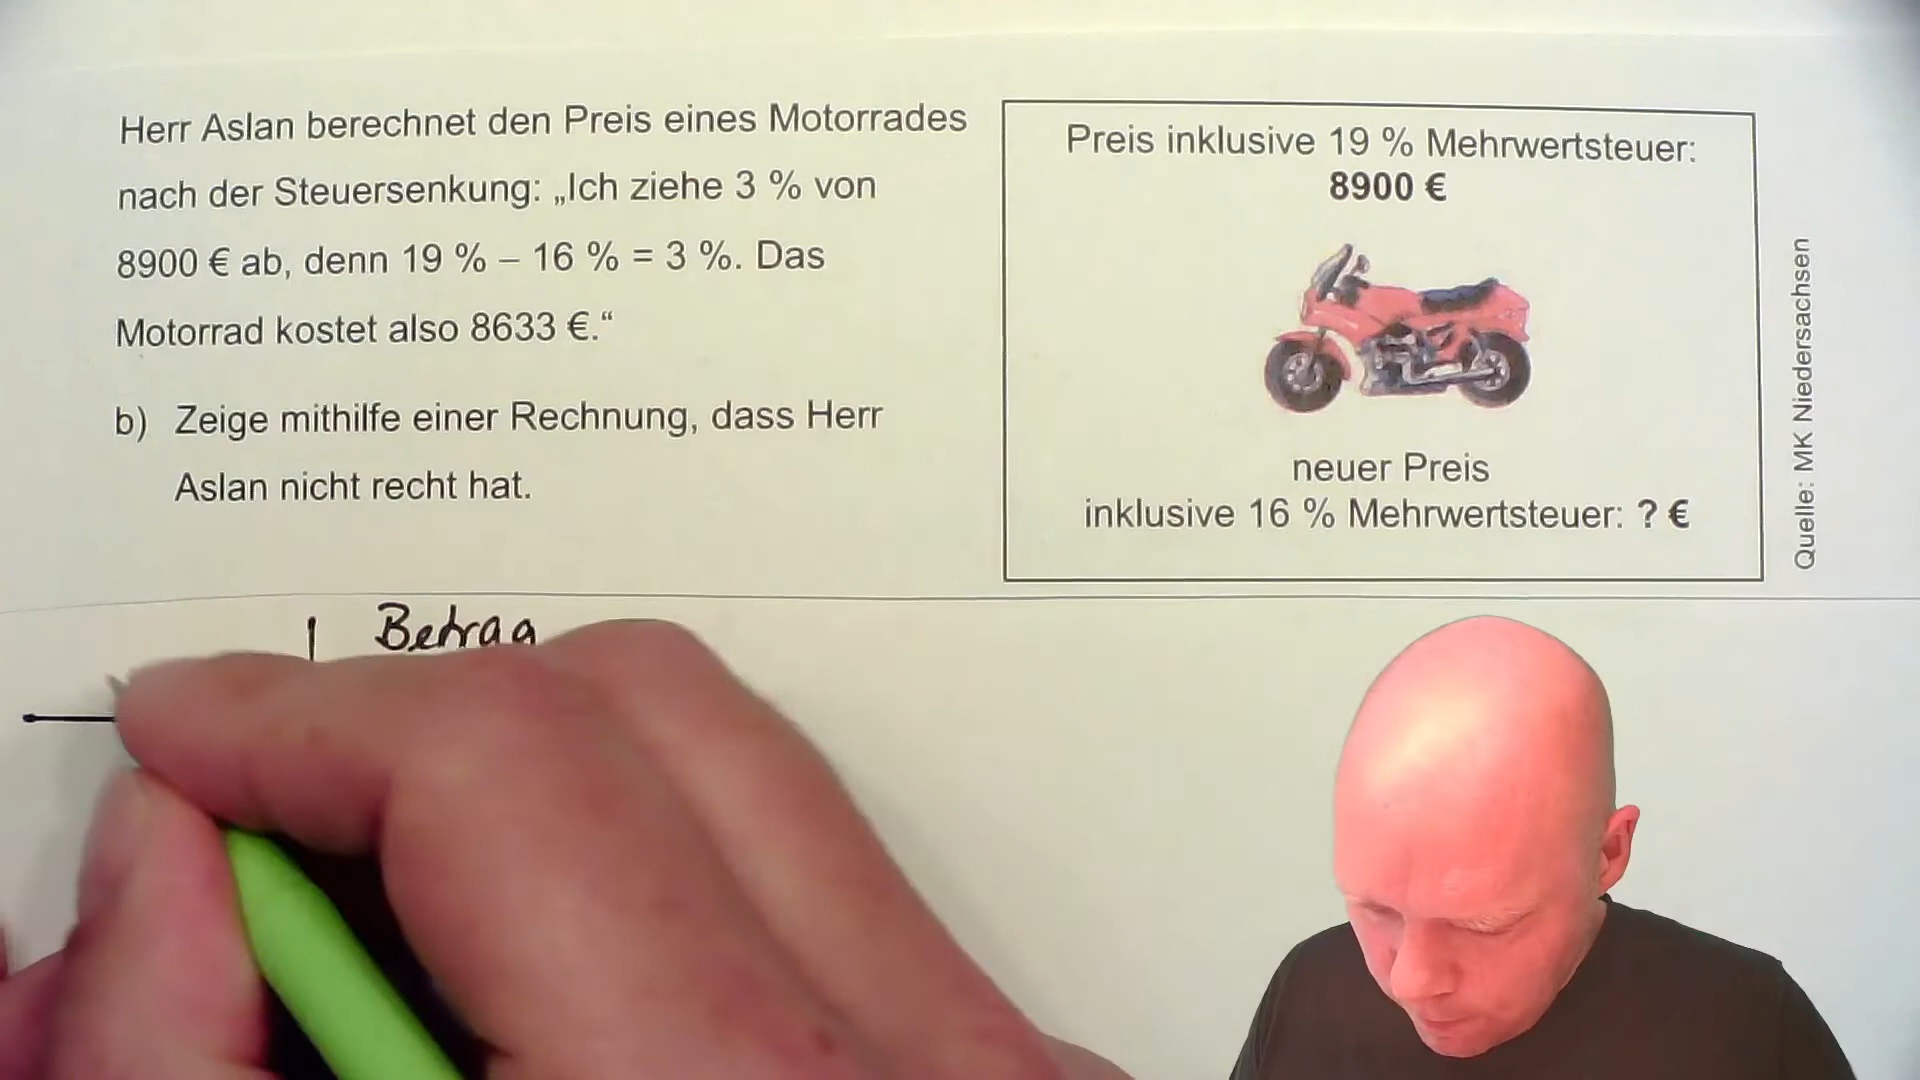 Herr Aslan berechnet den Preis eines Motorrades
nach der Steuersenkung: „Ich ziehe 3 % von
8900 € ab, denn 19 % – 16 % = 3 %. Das
Motorrad kostet also 8633 €.“
b) Zeige mithilfe einer Rechnung, dass Herr
Aslan nicht recht hat.
Preis inklusive 19 % Mehrwertsteuer:
8900 €
neuer Preis
inklusive 16 % Mehrwertsteuer: ? €
Quelle: MK Niedersachsen
Betrag